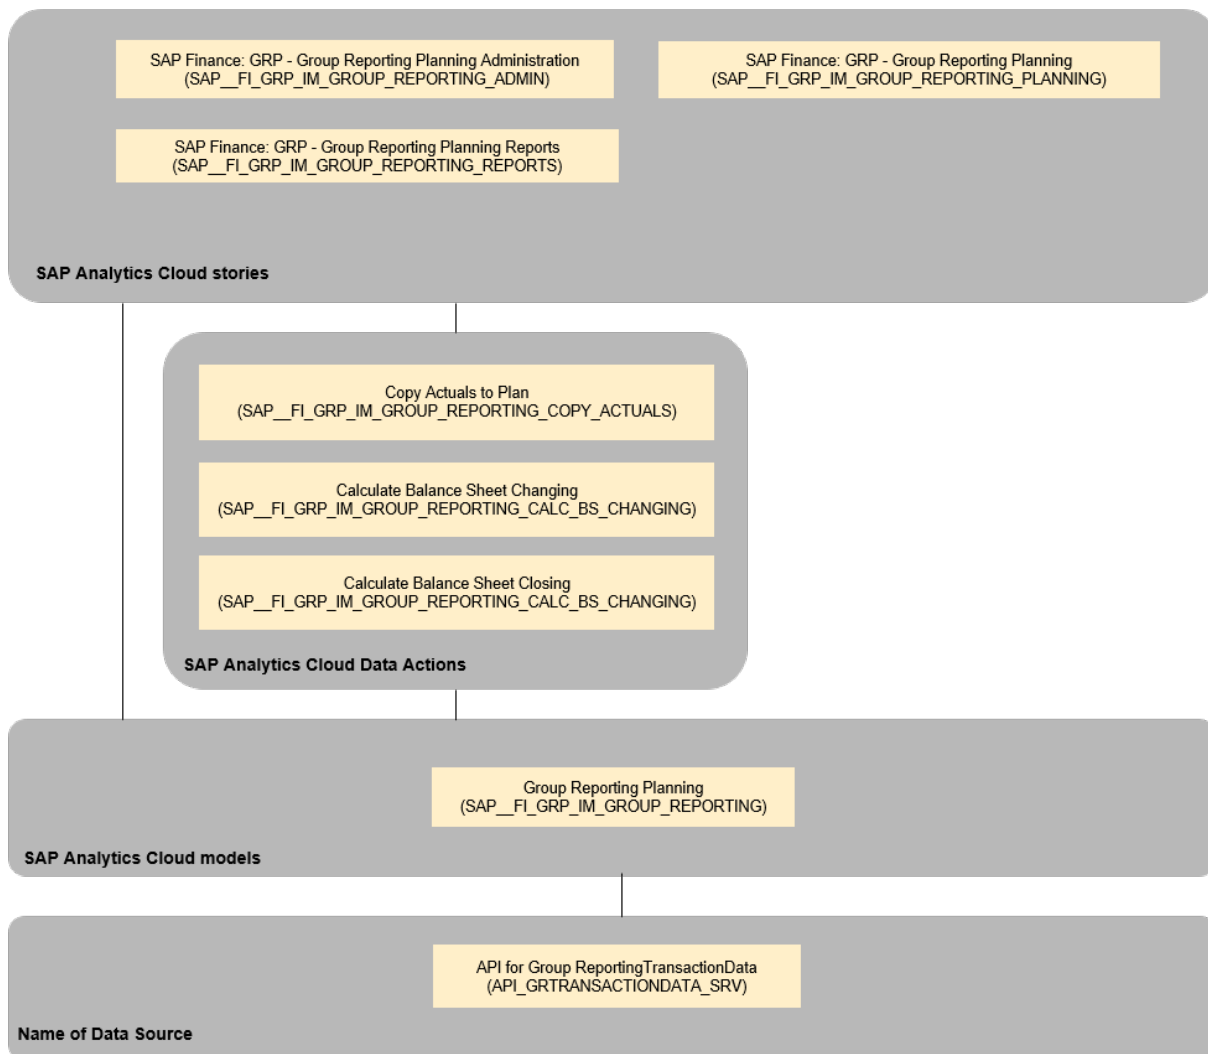 SAP Finance: GRP - Group Reporting Planning Administration
(SAP__FI_GRP_IM_GROUP_REPORTING_ADMIN)
SAP Finance: GRP - Group Reporting Planning
(SAP__FI_GRP_IM_GROUP_REPORTING_PLANNING)
SAP Finance: GRP - Group Reporting Planning Reports
(SAP__FI_GRP_IM_GROUP_REPORTING_REPORTS)
SAP Analytics Cloud stories
Copy Actuals to Plan
(SAP__FI_GRP_IM_GROUP_REPORTING_COPY_ACTUALS)
Calculate Balance Sheet Changing
(SAP__FI_GRP_IM_GROUP_REPORTING_CALC_BS_CHANGING)
Calculate Balance Sheet Closing
(SAP__FI_GRP_IM_GROUP_REPORTING_CALC_BS_CHANGING)
SAP Analytics Cloud Data Actions
Group Reporting Planning
(SAP__FI_GRP_IM_GROUP_REPORTING)
SAP Analytics Cloud models
API for Group ReportingTransactionData
(API_GRTRANSACTIONDATA_SRV)
Name of Data Source